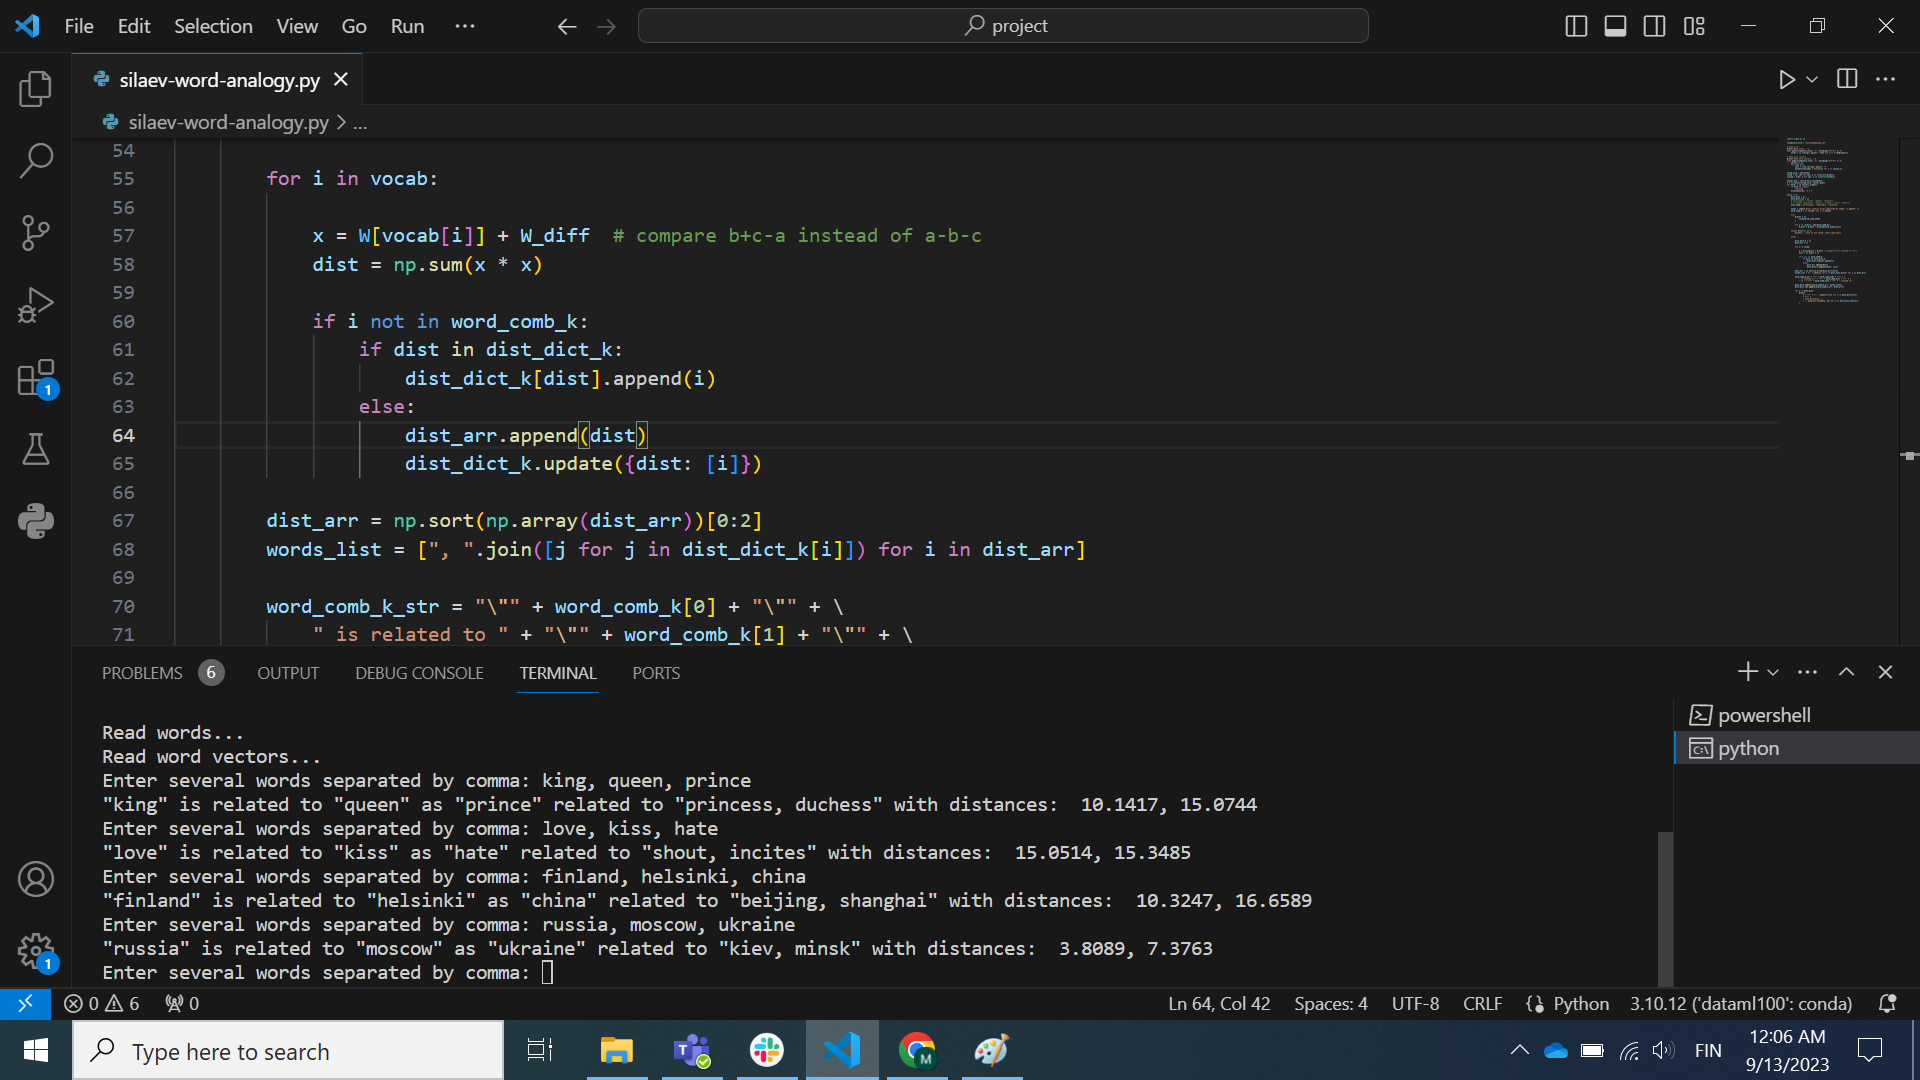 File Edit Selection View Go Run ··· project
silaev-word-analogy.py
silaev-word-analogy.py > ...
54
55 for i in vocab:
56
57 x = W[vocab[i]] + W_diff # compare b+c-a instead of a-b-c
58 dist = np.sum(x * x)
59
60 if i not in word_comb_k:
61 if dist in dist_dict_k:
62 dist_dict_k[dist].append(i)
63 else:
64 dist_arr.append(dist)
65 dist_dict_k.update({dist: [i]})
66
67 dist_arr = np.sort(np.array(dist_arr))[0:2]
68 words_list = [", ".join([j for j in dist_dict_k[i]]) for i in dist_arr]
69
70 word_comb_k_str = "\"" + word_comb_k[0] + "\"" + \
71 " is related to " + "\"" + word_comb_k[1] + "\"" + \
PROBLEMS 6 OUTPUT DEBUG CONSOLE TERMINAL PORTS
powershell
python
Read words...
Read word vectors...
Enter several words separated by comma: king, queen, prince
"king" is related to "queen" as "prince" related to "princess, duchess" with distances:  10.1417, 15.0744
Enter several words separated by comma: love, kiss, hate
"love" is related to "kiss" as "hate" related to "shout, incites" with distances:  15.0514, 15.3485
Enter several words separated by comma: finland, helsinki, china
"finland" is related to "helsinki" as "china" related to "beijing, shanghai" with distances:  10.3247, 16.6589
Enter several words separated by comma: russia, moscow, ukraine
"russia" is related to "moscow" as "ukraine" related to "kiev, minsk" with distances:  3.8089, 7.3763
Enter several words separated by comma:
1
1
0 6 0 Ln 64, Col 42 Spaces: 4 UTF-8 CRLF Python 3.10.12 ('dataml100': conda)
Type here to search
FIN
12:06 AM
9/13/2023